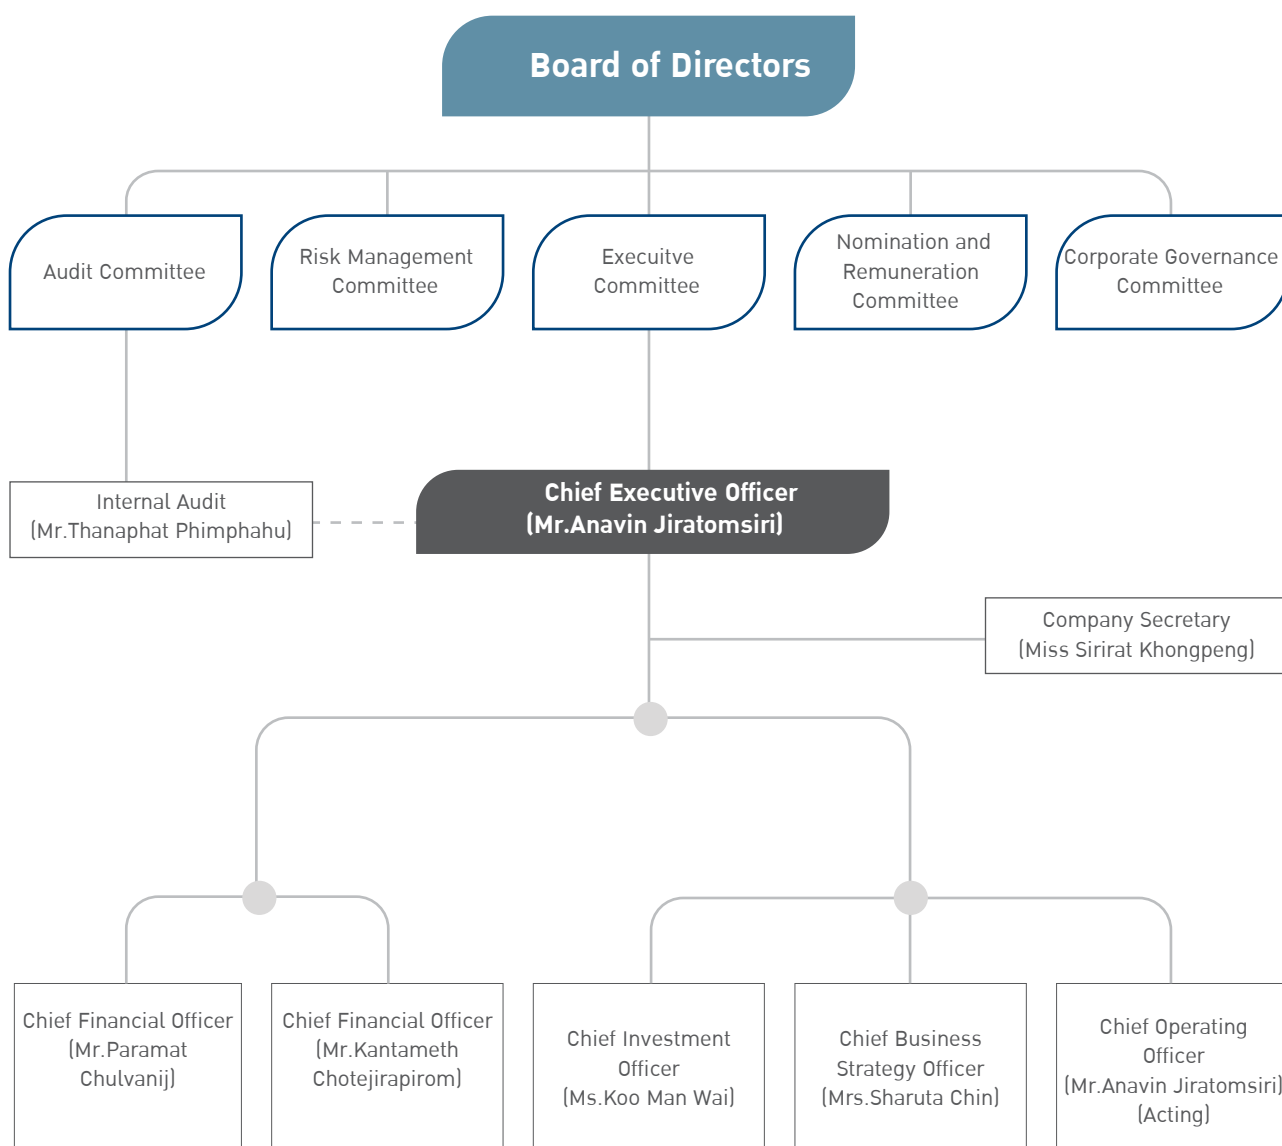 Board of Directors
Audit Committee
Risk Management
Committee
Execuitve
Committee
Nomination and
Remuneration
Committee
Corporate Governance
Committee
Internal Audit
(Mr.Thanaphat Phimphahu)
Chief Executive Officer
(Mr.Anavin Jiratomsiri)
Company Secretary
(Miss Sirirat Khongpeng)
Chief Financial Officer
(Mr.Paramat
Chulvanij)
Chief Financial Officer
(Mr.Kantameth
Chotejirapirom)
Chief Investment
Officer
(Ms.Koo Man Wai)
Chief Business
Strategy Officer
(Mrs.Sharuta Chin)
Chief Operating
Officer
(Mr.Anavin Jiratomsiri)
(Acting)